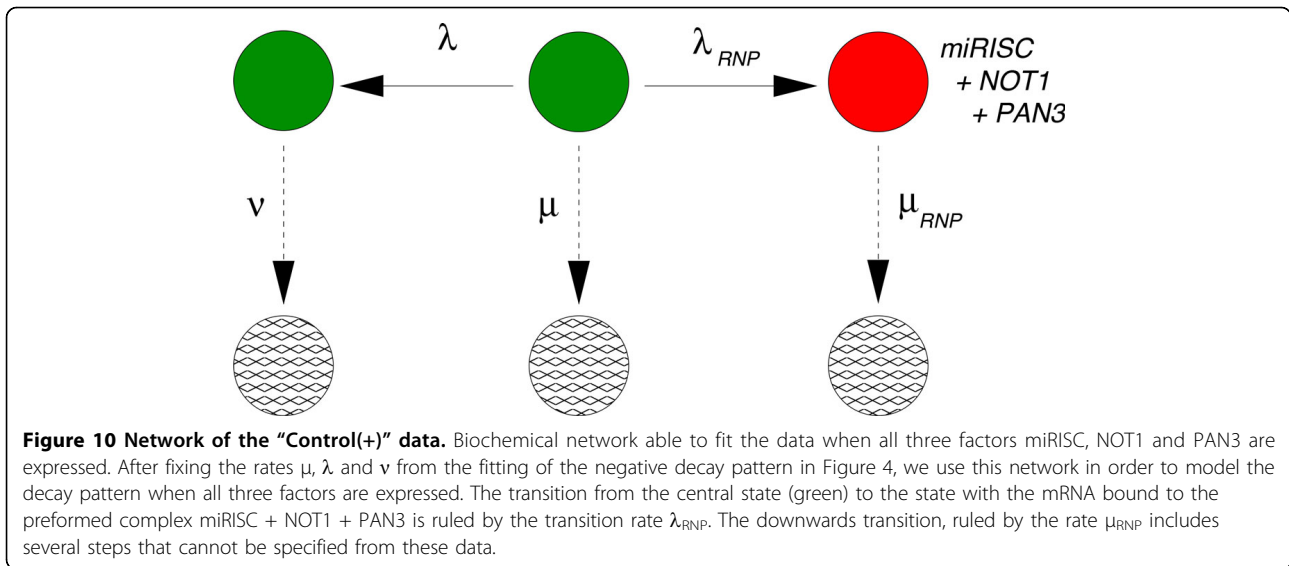 λ
λ RNP
miRISC
+ NOT1
+ PAN3
ν
μ
μ RNP
Figure 10 Network of the “Control(+)” data. Biochemical network able to fit the data when all three factors miRISC, NOT1 and PAN3 are
expressed. After fixing the rates μ, λ and ν from the fitting of the negative decay pattern in Figure 4, we use this network in order to model the
decay pattern when all three factors are expressed. The transition from the central state (green) to the state with the mRNA bound to the
preformed complex miRISC + NOT1 + PAN3 is ruled by the transition rate λRNP. The downwards transition, ruled by the rate μRNP includes
several steps that cannot be specified from these data.